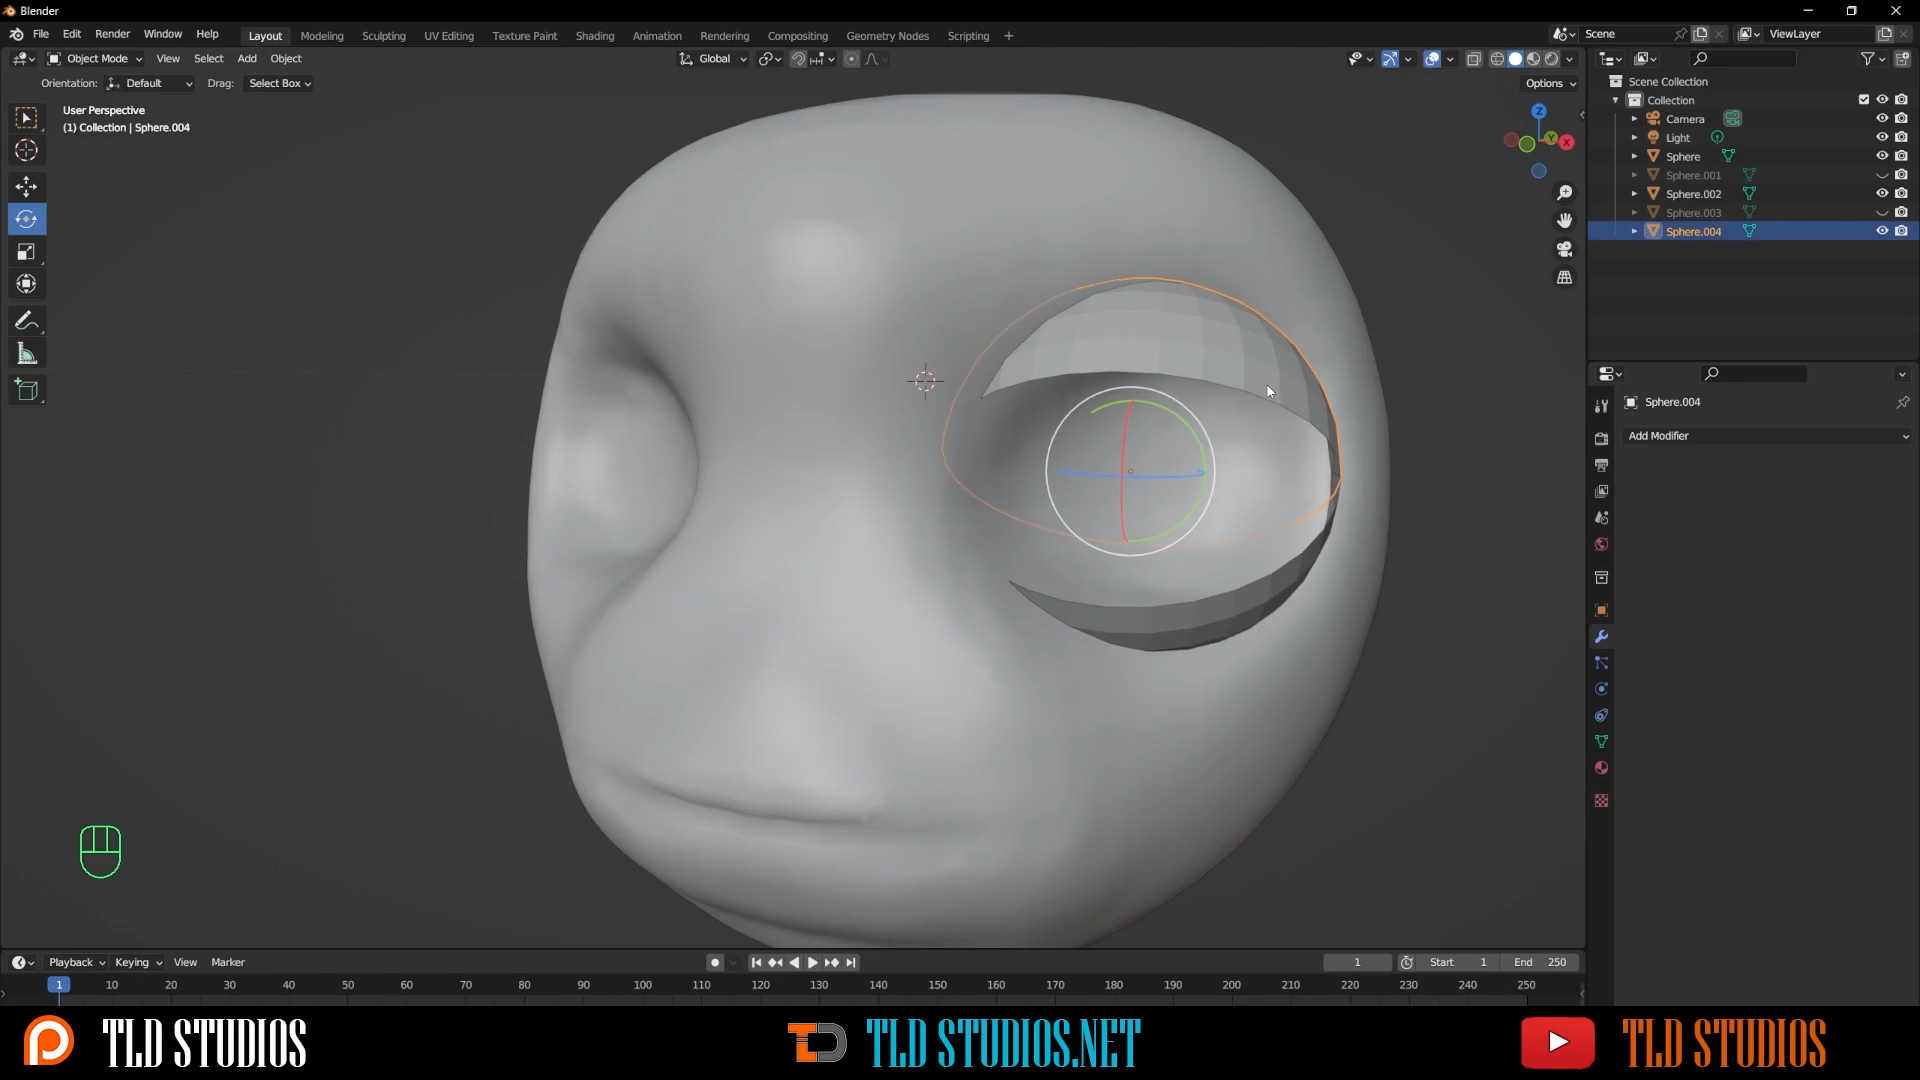 Blender
File Edit Render Window Help Layout Modeling Sculpting UV Editing Texture Paint Shading Animation Rendering Compositing Geometry Nodes Scripting + Scene ViewLayer
Object Mode View Select Add Object Global
Orientation: Default Drag: Select Box Options
User Perspective
(1) Collection | Sphere.004
Z
Y
X
Scene Collection
Collection
Camera
Light
Sphere
Sphere.001
Sphere.002
Sphere.003
Sphere.004
Sphere.004
Add Modifier
Playback Keying View Marker 1 Start 1 End 250
1 10 20 30 40 50 60 70 80 90 100 110 120 130 140 150 160 170 180 190 200 210 220 230 240 250
TLD STUDIOS TLD STUDIOS.NET TLD STUDIOS